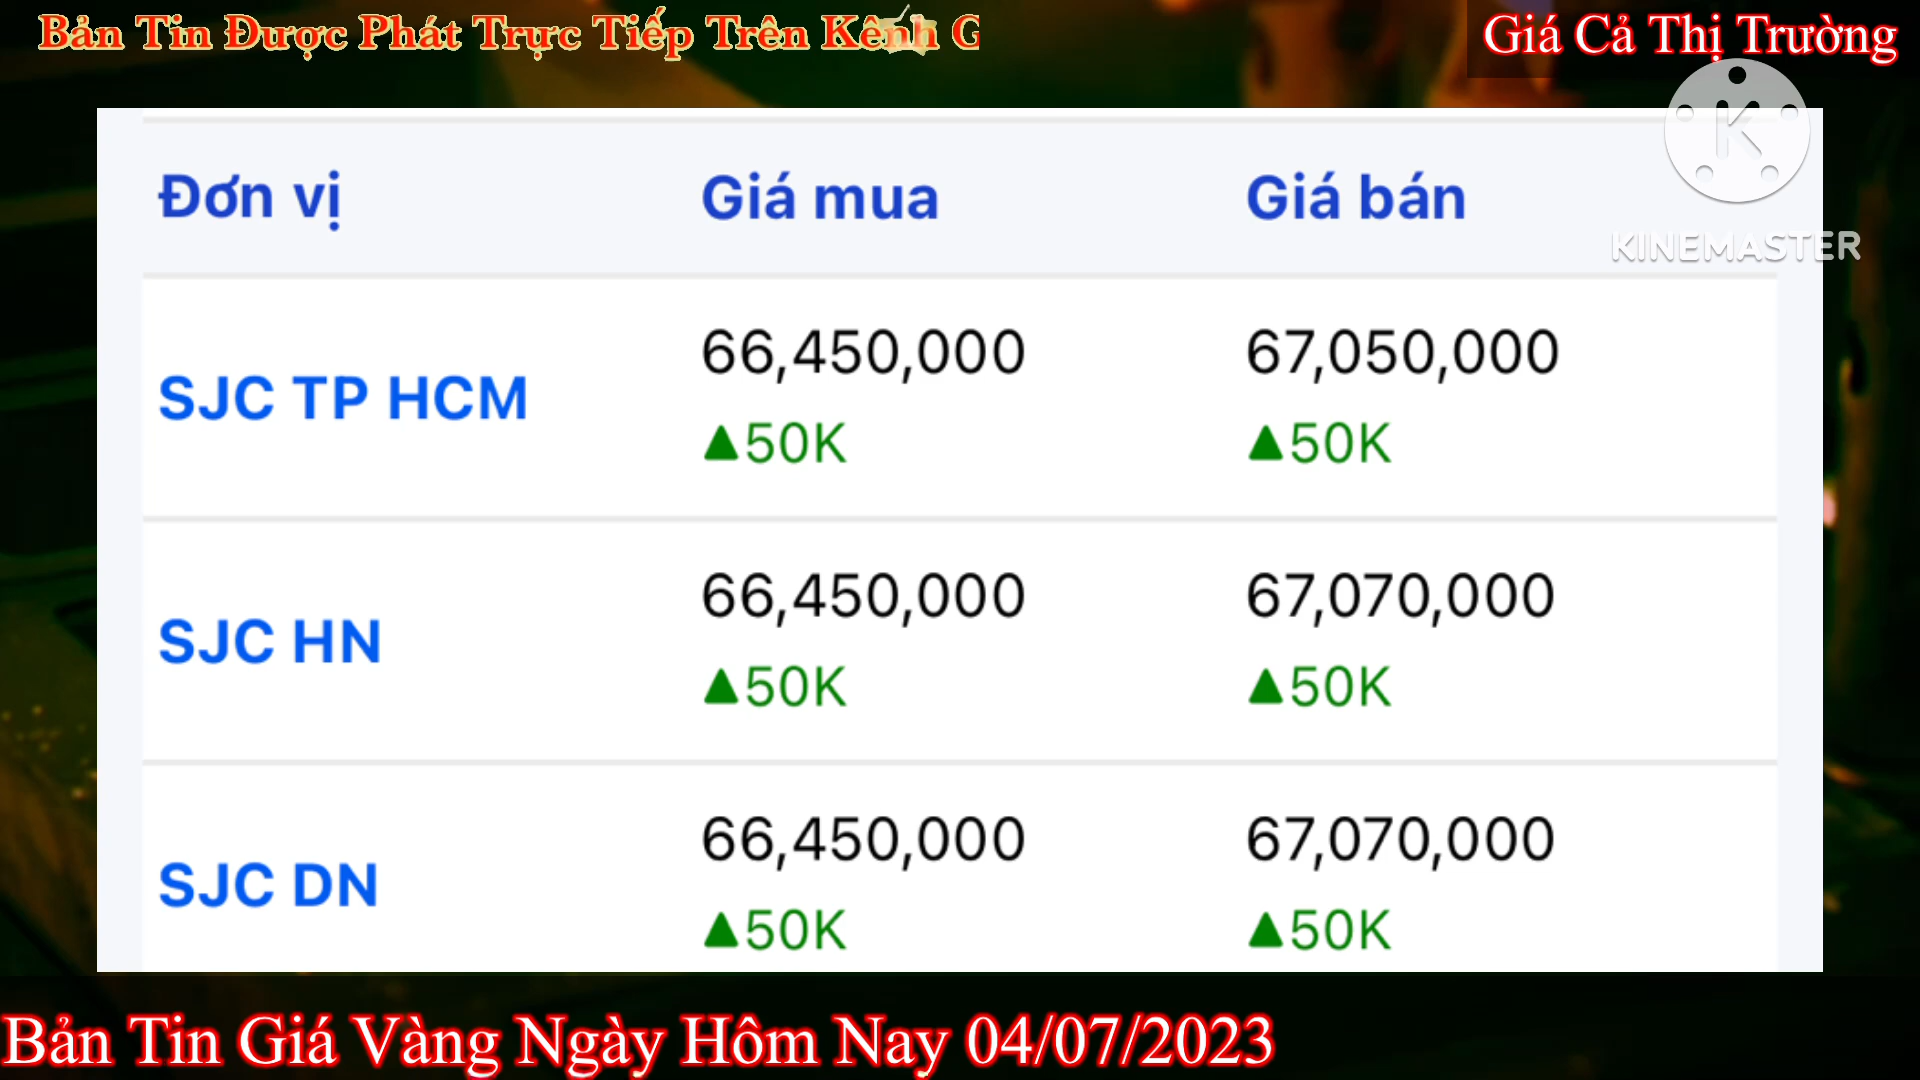 Bản Tin Được Phát Trực Tiếp Trên Kênh G
Giá Cả Thị Trường
KINEMASTER
Đơn vị Giá mua Giá bán
66,450,000 67,050,000
SJC TP HCM
▲50K ▲50K
66,450,000 67,070,000
SJC HN
▲50K ▲50K
66,450,000 67,070,000
SJC DN
▲50K ▲50K
Bản Tin Giá Vàng Ngày Hôm Nay 04/07/2023